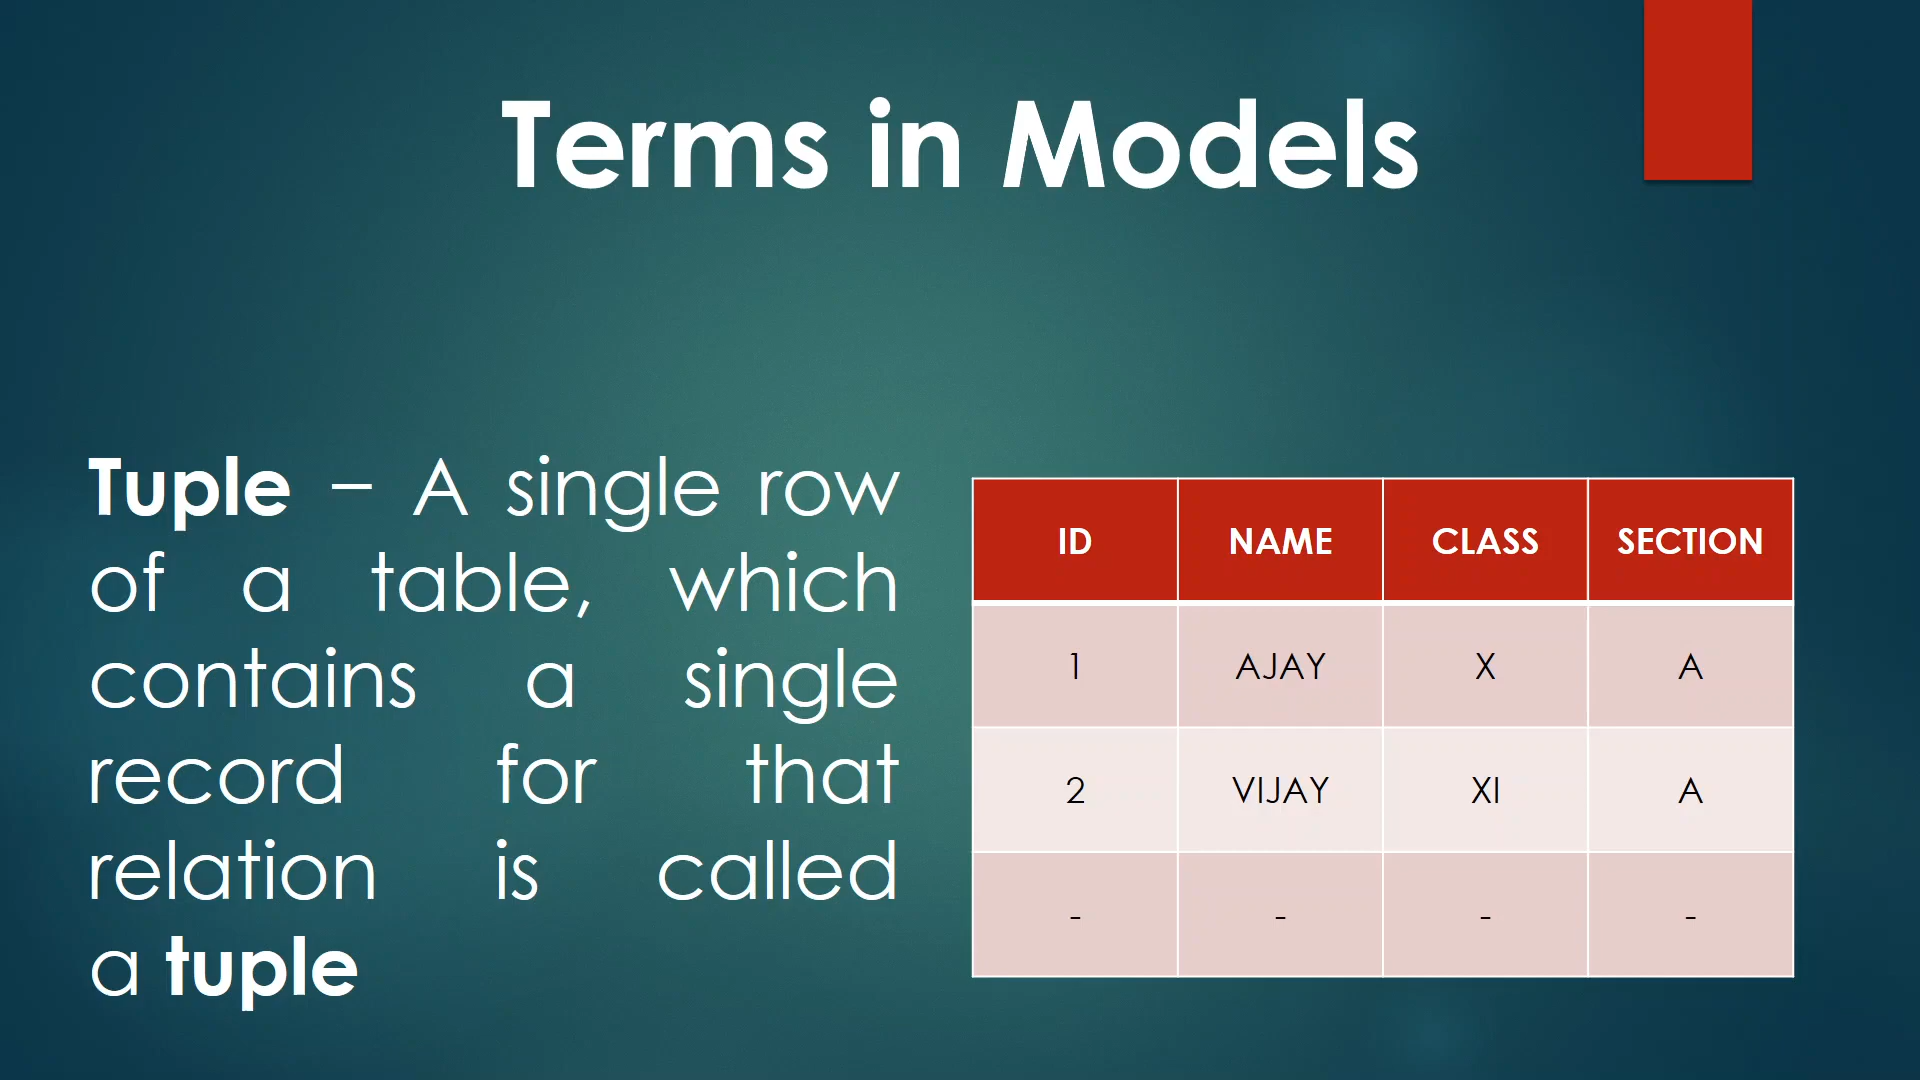 Terms in Models
Tuple – A single row
of a table, which
contains a single
record for that
relation is called
a tuple
ID NAME CLASS SECTION
1 AJAY X A
2 VIJAY XI A
- - - -